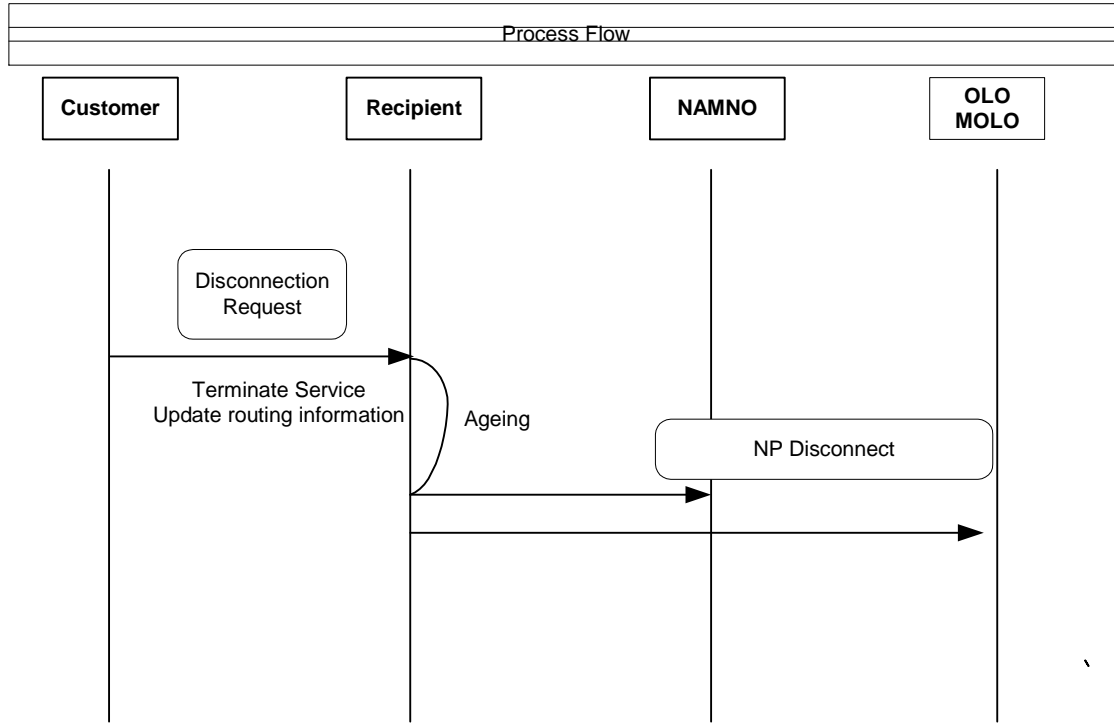 Process Flow
Customer
Recipient
NAMNO
OLO
MOLO
Disconnection
Request
Terminate Service
Update routing information
Ageing
NP Disconnect